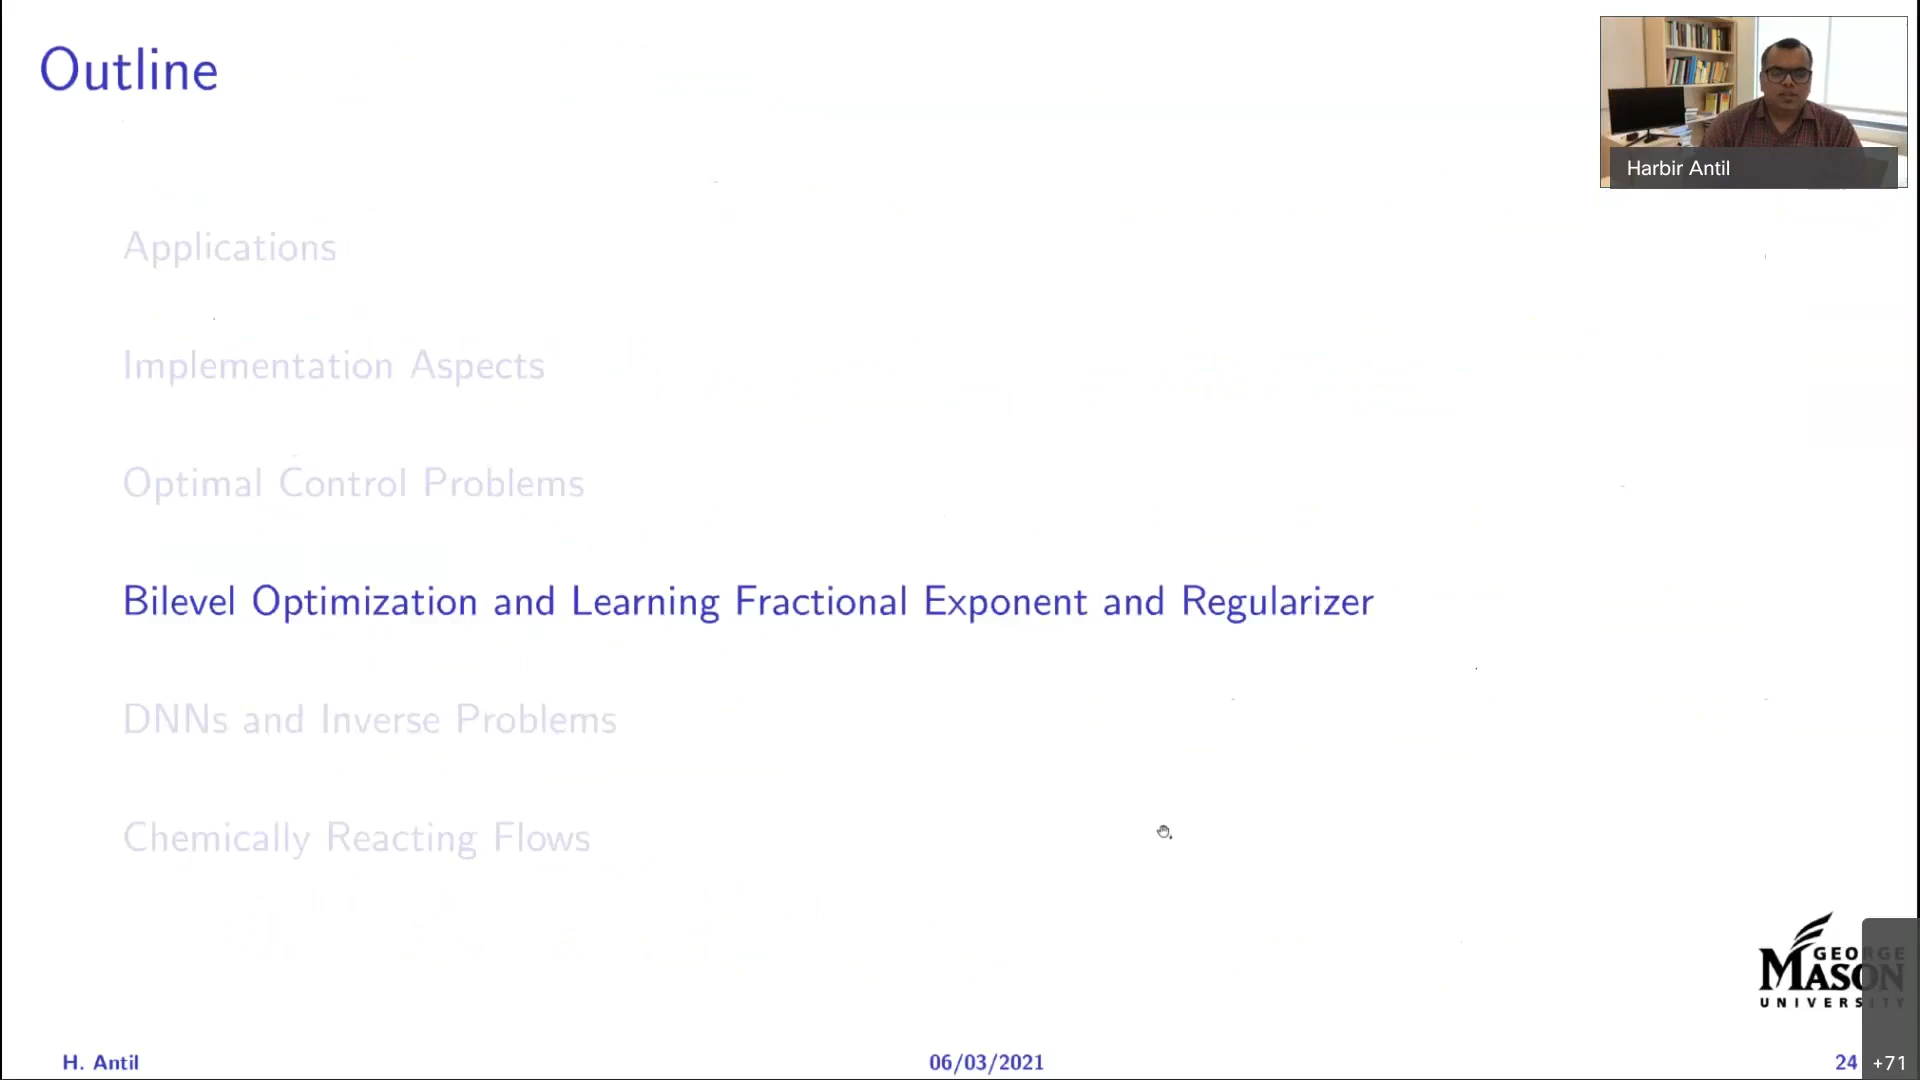 Outline
Harbir Antil
Applications
Implementation Aspects
Optimal Control Problems
Bilevel Optimization and Learning Fractional Exponent and Regularizer
DNNs and Inverse Problems
Chemically Reacting Flows
GEORGE
MASON
UNIVERSITY
H. Antil
06/03/2021
24
+71